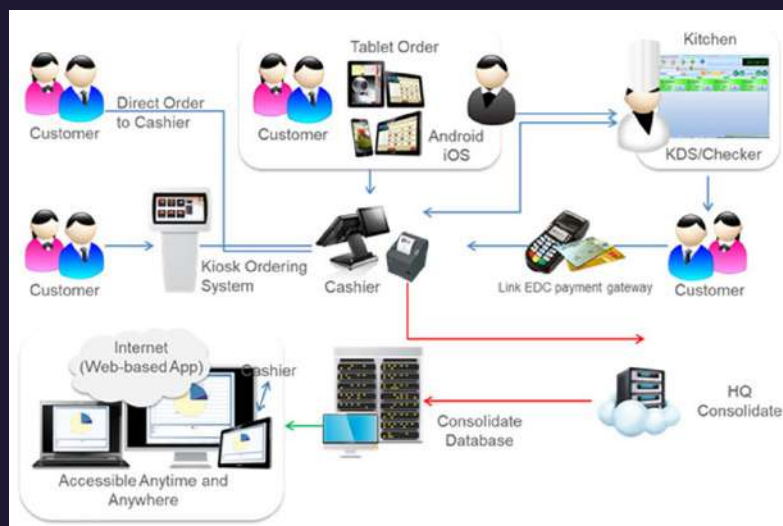 Tablet Order
Kitchen
Direct Order
to Cashier
Customer
Customer
Android
iOS
KDS/Checker
Customer
Kiosk Ordering
System
Cashier
Link EDC payment gateway
Customer
Internet
(Web-based App)
Cashier
Consolidate
Database
HQ
Consolidate
Accessible Anytime and
Anywhere